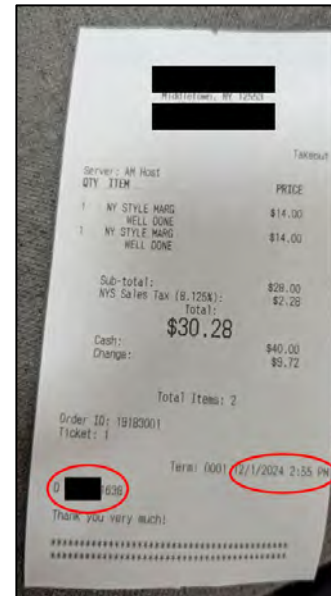 Middletown, NY 12553
Takeout
Server: AM Host
QTY ITEM PRICE
1 NY STYLE MARG $14.00
WELL DONE
1 NY STYLE MARG $14.00
WELL DONE
Sub-total: $28.00
NYS Sales Tax (8.125%): $2.28
Total:
$30.28
Cash: $40.00
Change: $9.72
Total Items: 2
Order ID: 19183001
Ticket: 1
Term: 0001 12/1/2024 2:55 PM
1638
Thank you very much!